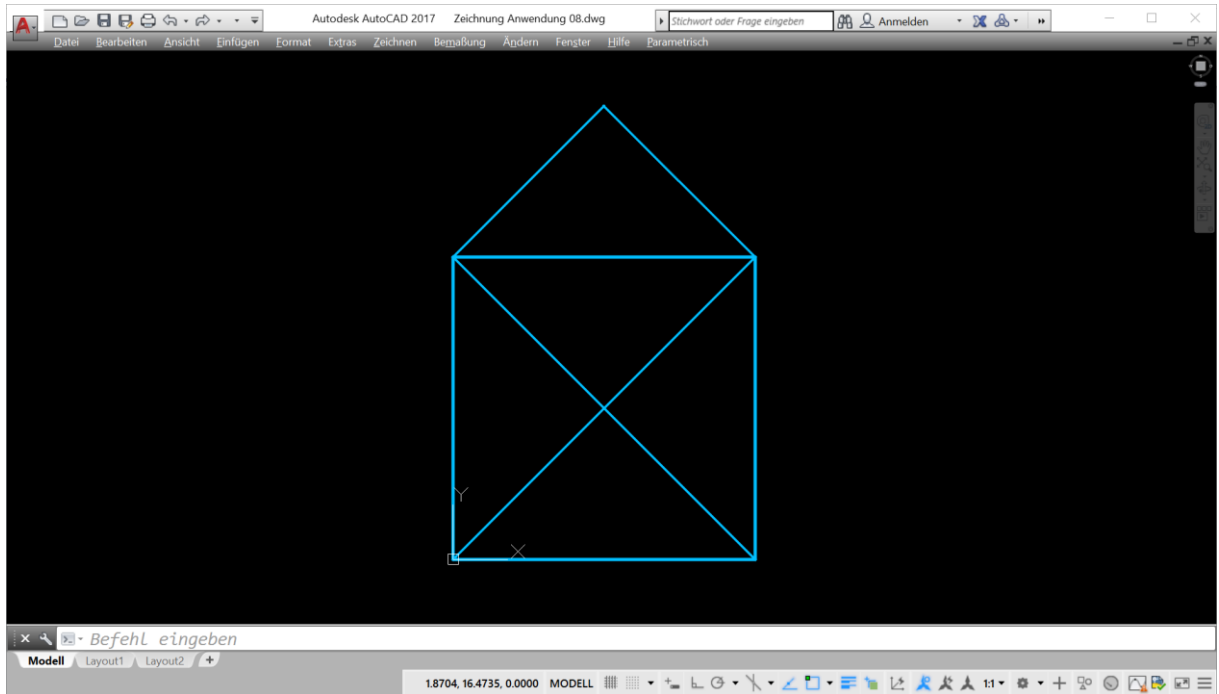 A Autodesk AutoCAD 2017 Zeichnung Anwendung 08.dwg Stichwort oder Frage eingeben Anmelden
Datei Bearbeiten Ansicht Einfügen Format Extras Zeichnen Bemaßung Ändern Fenster Hilfe Parametrisch
Y
X
Befehl eingeben
Modell Layout1 Layout2 +
1.8704, 16.4735, 0.0000 MODELL 1:1